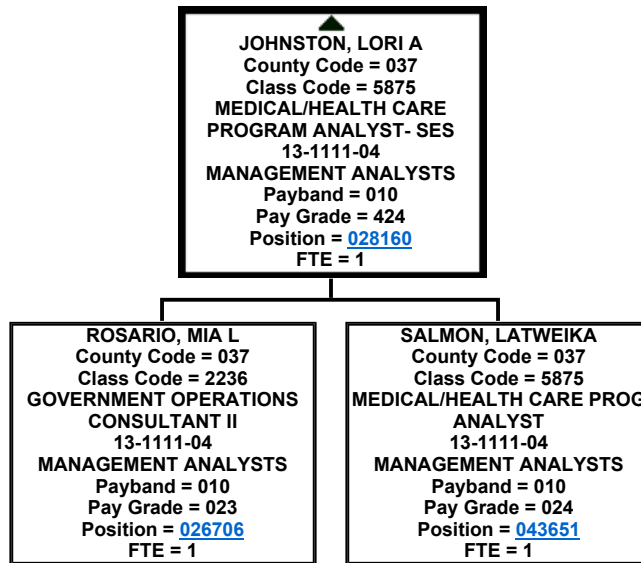 JOHNSTON, LORI A
County Code = 037
Class Code = 5875
MEDICAL/HEALTH CARE
PROGRAM ANALYST- SES
13-1111-04
MANAGEMENT ANALYSTS
Payband = 010
Pay Grade = 424
Position = 028160
FTE = 1
ROSARIO, MIA L
County Code = 037
Class Code = 2236
GOVERNMENT OPERATIONS
CONSULTANT II
13-1111-04
MANAGEMENT ANALYSTS
Payband = 010
Pay Grade = 023
Position = 026706
FTE = 1
SALMON, LATWEIKA
County Code = 037
Class Code = 5875
MEDICAL/HEALTH CARE PROG
ANALYST
13-1111-04
MANAGEMENT ANALYSTS
Payband = 010
Pay Grade = 024
Position = 043651
FTE = 1